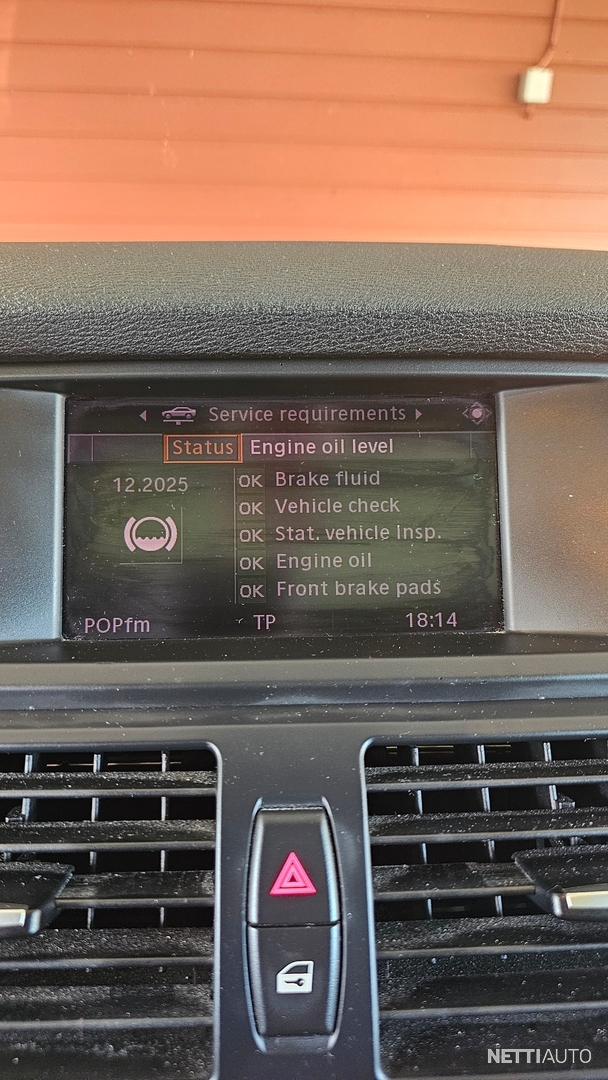 Service requirements
Status Engine oil level
12.2025
OK Brake fluid
OK Vehicle check
OK Stat. vehicle insp.
OK Engine oil
OK Front brake pads
POPfm TP 18:14
NETTIAUTO